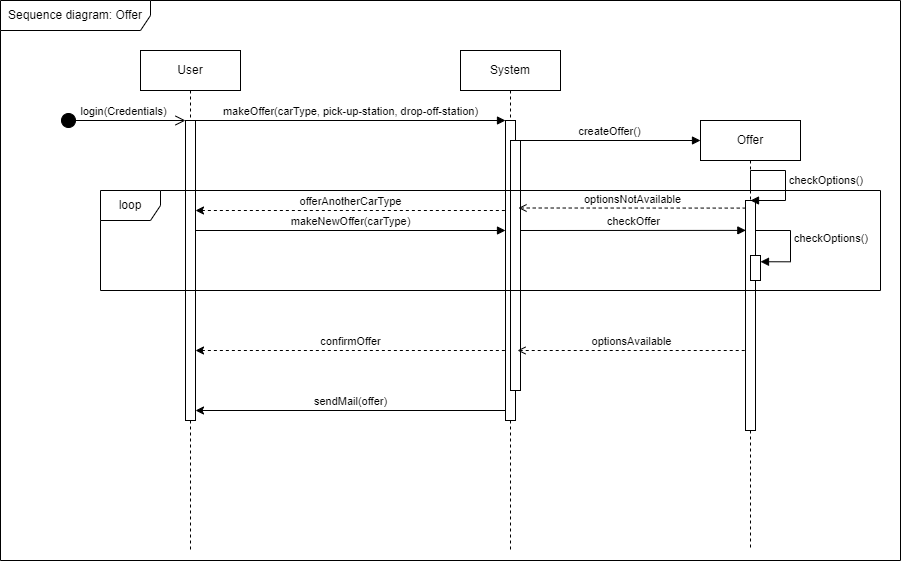 Sequence diagram: Offer
User
System
login(Credentials)
makeOffer(carType, pick-up-station, drop-off-station)
createOffer()
Offer
checkOptions()
loop
offerAnotherCarType
optionsNotAvailable
makeNewOffer(carType)
checkOffer
checkOptions()
confirmOffer
optionsAvailable
sendMail(offer)